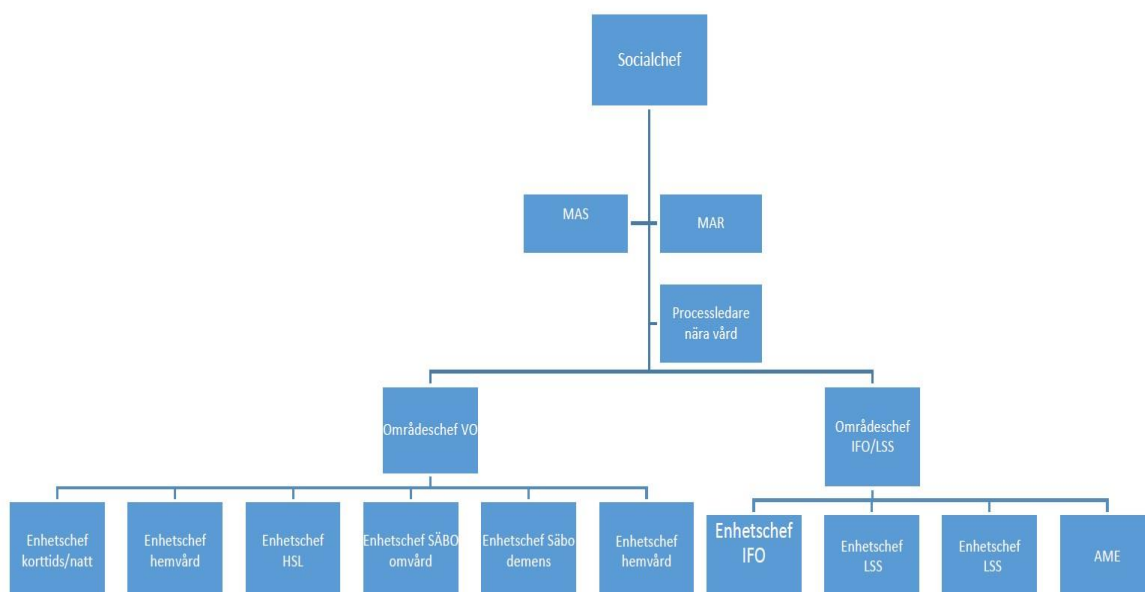 Socialchef
MAS
MAR
Processledare
nära vård
Områdeschef VO
Områdeschef
IFO/LSS
Enhetschef
korttids/natt
Enhetschef
hemvård
Enhetschef
HSL
Enhetschef SÄBO
omvård
Enhetschef Säbo
demens
Enhetschef
hemvård
Enhetschef
IFO
Enhetschef
LSS
Enhetschef
LSS
AME